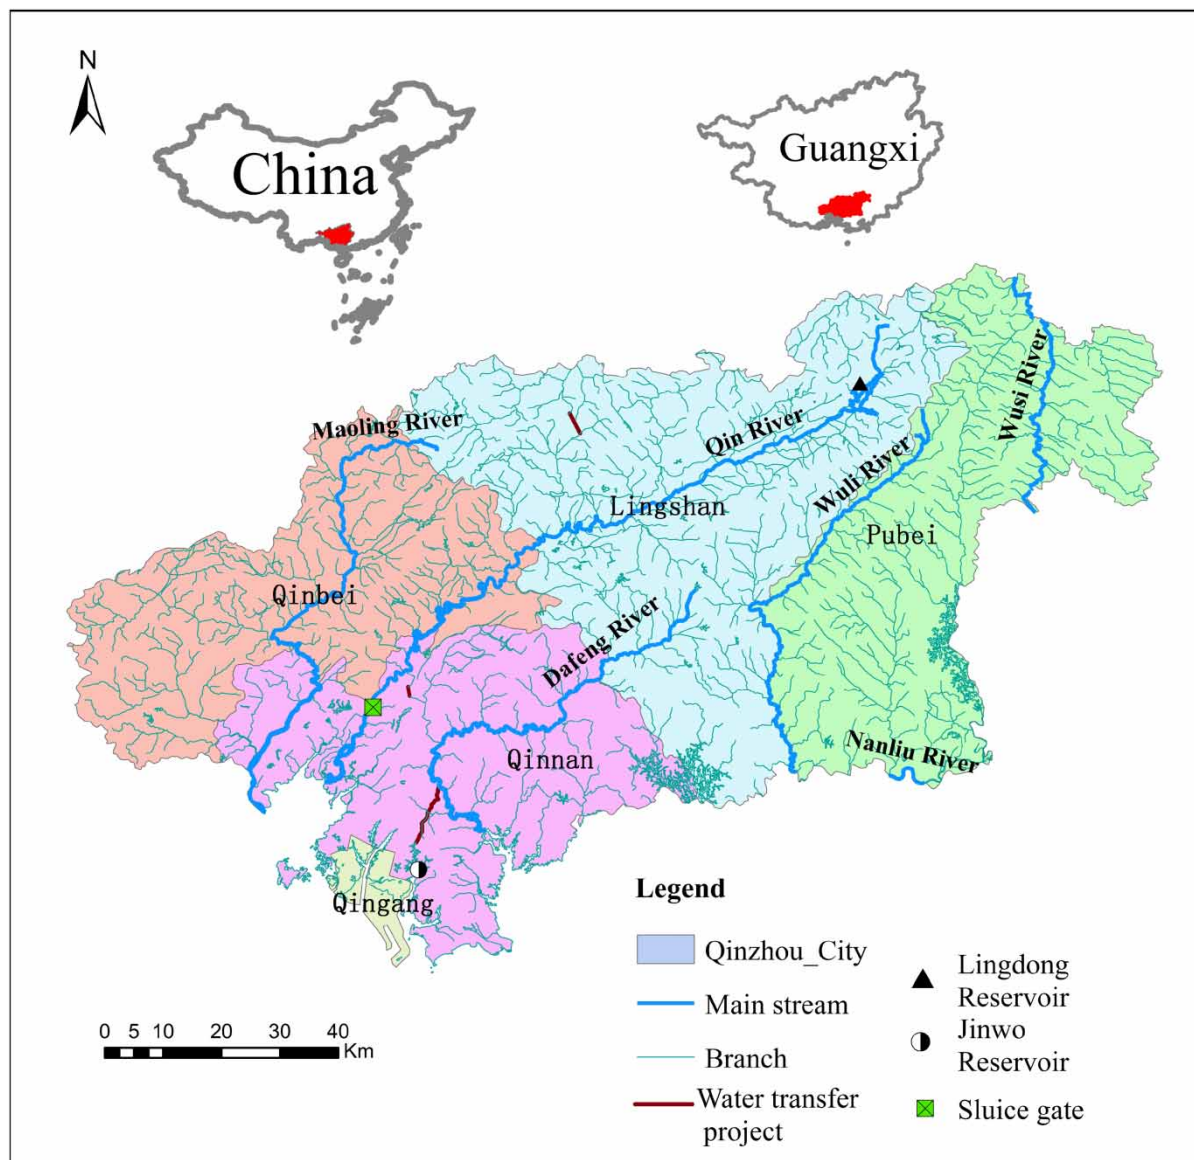 N
China
Guangxi
Maoling River
Qin River
Wusi River
Wuli River
Lingshan
Pubei
Qinbei
Dafeng River
Nanliu River
Qinnan
Qingang
Legend
Qinzhou_City
Main stream
Branch
Water transfer
project
Lingdong
Reservoir
Jinwo
Reservoir
Sluice gate
0 5 10 20 30 40
Km